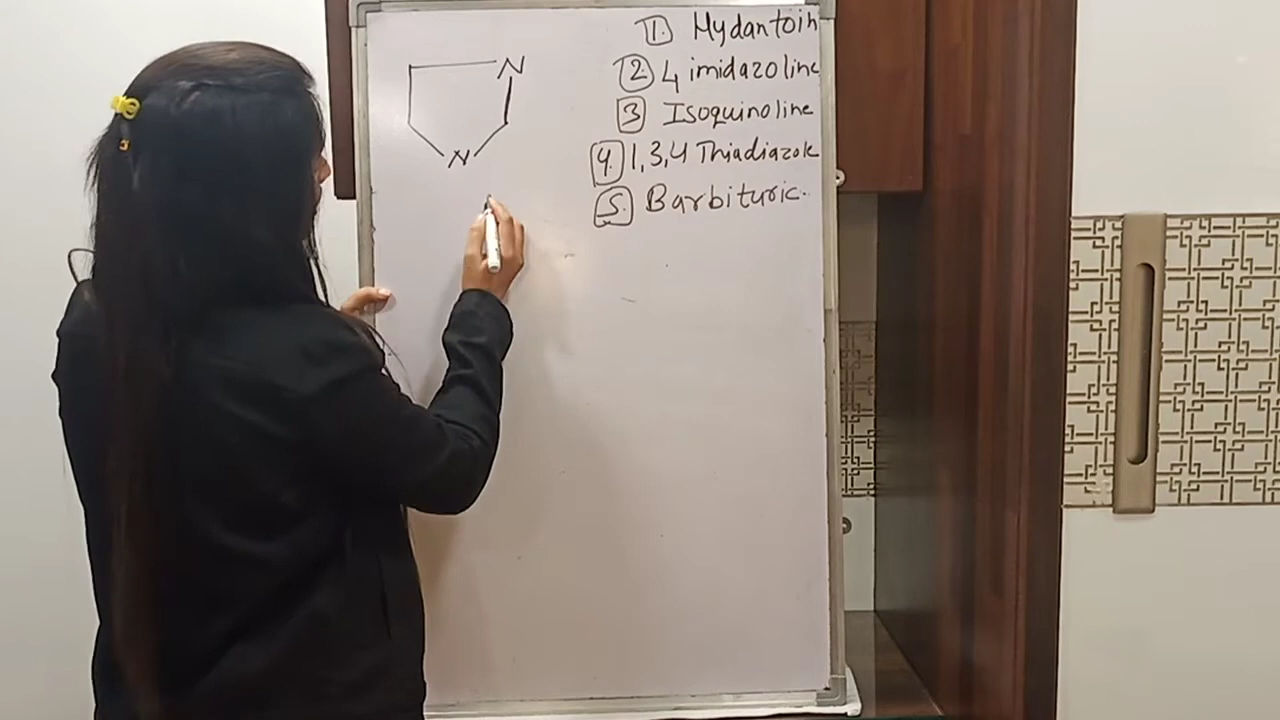 1. Hydantoin
2 4 imidazoline
3 Isoquinoline
4. 1,3,4 Thiadiazole
5. Barbituric.
N
N